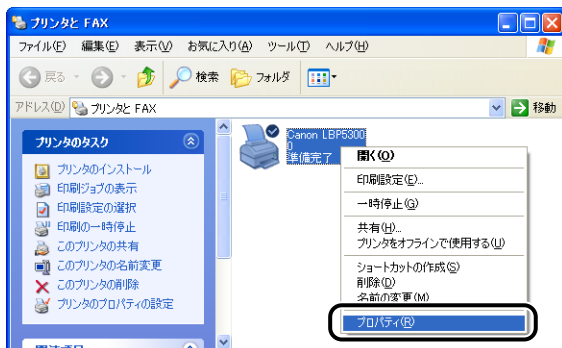 プリンタと FAX
ファイル(F) 編集(E) 表示(V) お気に入り(A) ツール(T) ヘルプ(H)
戻る 検索 フォルダ
アドレス(D) プリンタと FAX 移動
プリンタのタスク
プリンタのインストール
印刷ジョブの表示
印刷設定の選択
印刷の一時停止
このプリンタの共有
このプリンタの名前変更
このプリンタの削除
プリンタのプロパティの設定
関連項目
Canon LBP5300
0
準備完了
開く(O)
印刷設定(E)...
一時停止(G)
共有(H)...
プリンタをオフラインで使用する(U)
ショートカットの作成(S)
削除(D)
名前の変更(M)
プロパティ(R)